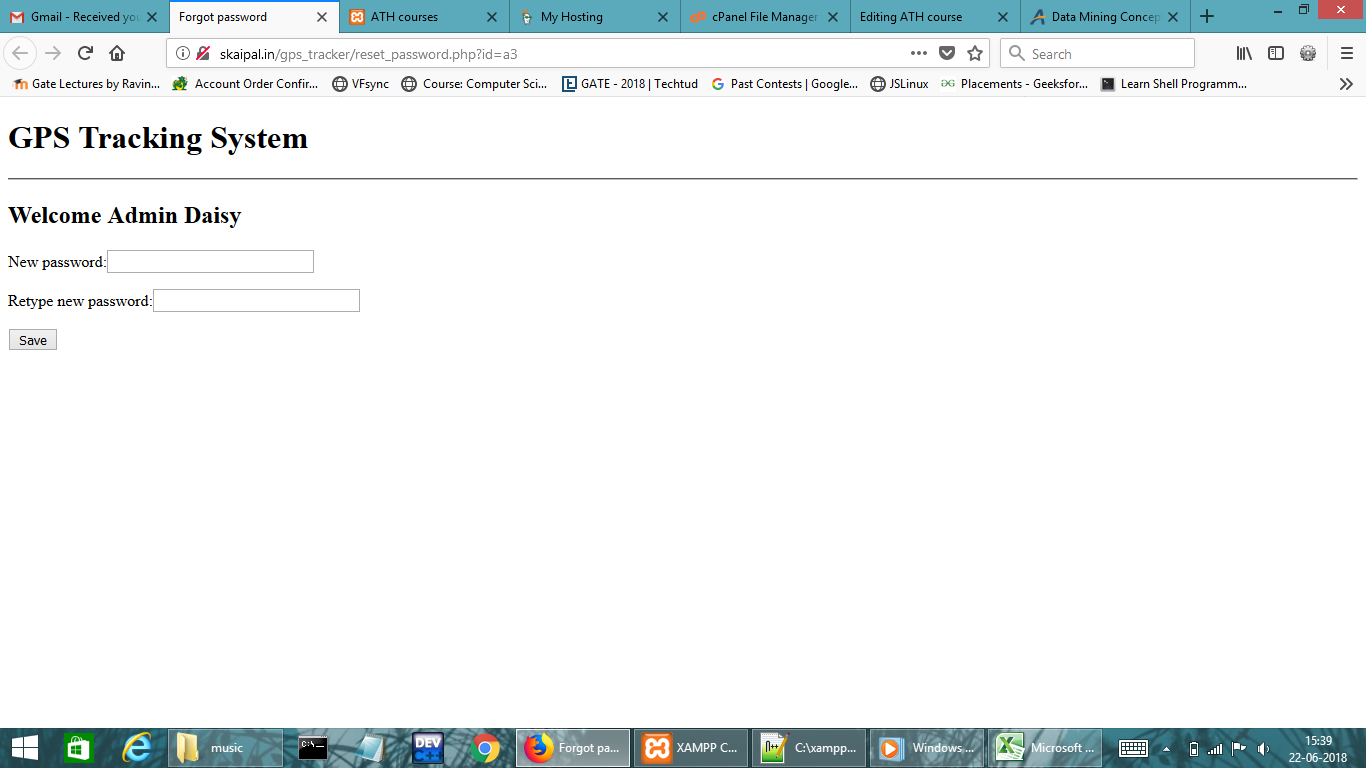 Gmail - Received you
Forgot password
ATH courses
My Hosting
cPanel File Manager
Editing ATH course
Data Mining Concep
skaipal.in/gps_tracker/reset_password.php?id=a3
Search
Gate Lectures by Ravin...
Account Order Confir...
VFsync
Course: Computer Sci...
GATE - 2018 | Techtud
Past Contests | Google...
JSLinux
Placements - Geeksfor...
Learn Shell Programm...
GPS Tracking System
Welcome Admin Daisy
New password:
Retype new password:
Save
music
C:\_
DEV
C++
Forgot pa...
XAMPP C...
C:\xampp...
Windows ...
Microsoft ...
15:39
22-06-2018